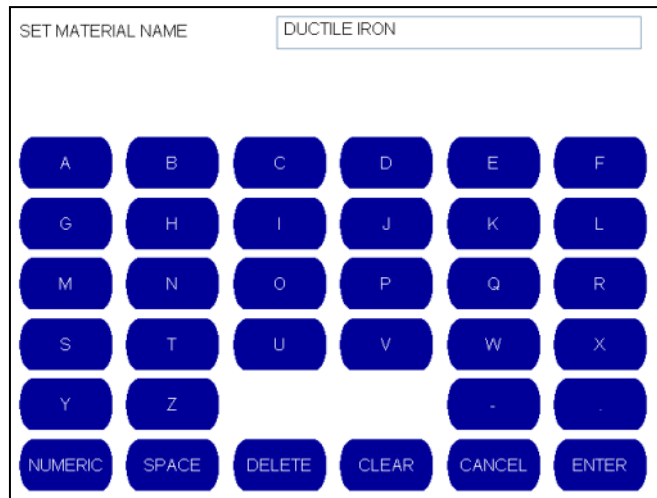 SET MATERIAL NAME DUCTILE IRON
A B C D E F
G H I J K L
M N O P Q R
S T U V W X
Y Z - .
NUMERIC SPACE DELETE CLEAR CANCEL ENTER